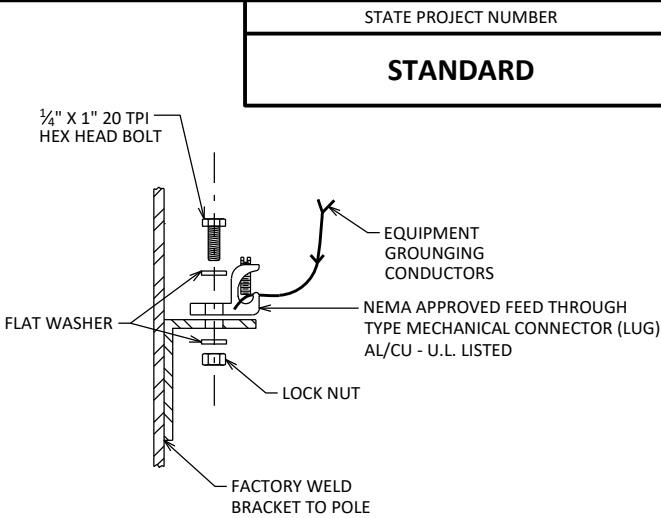 STATE PROJECT NUMBER
STANDARD
¼" X 1" 20 TPI
HEX HEAD BOLT
EQUIPMENT
GROUNGING
CONDUCTORS
NEMA APPROVED FEED THROUGH
TYPE MECHANICAL CONNECTOR (LUG)
AL/CU - U.L. LISTED
FLAT WASHER
LOCK NUT
FACTORY WELD
BRACKET TO POLE